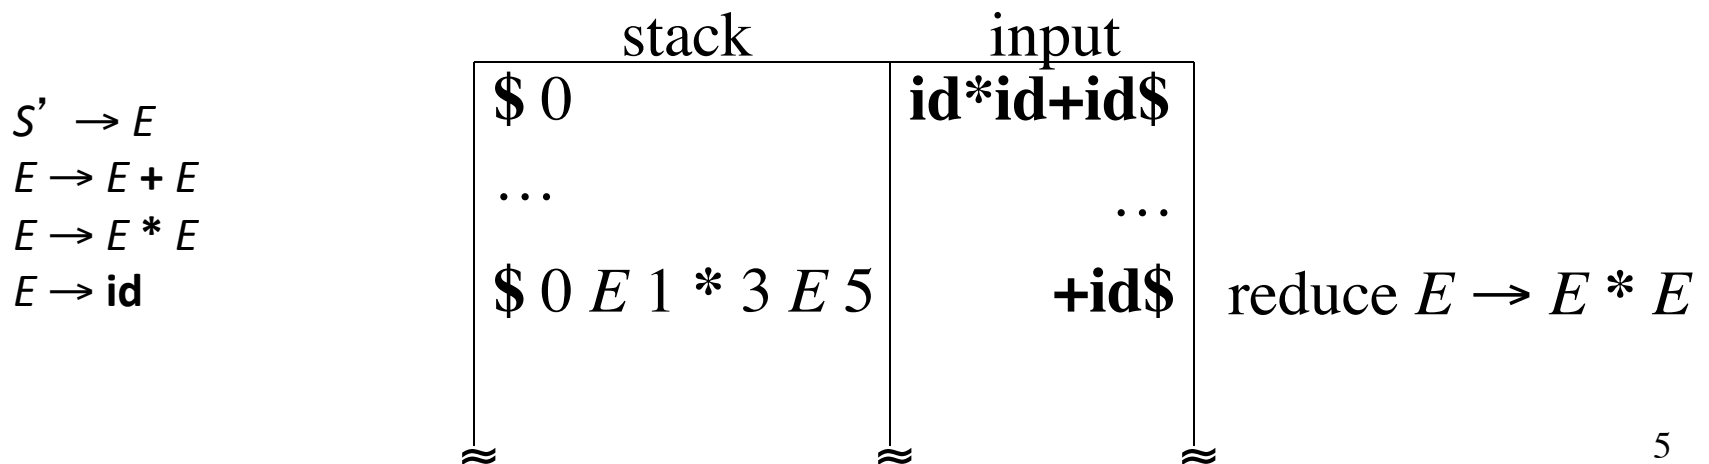 stack input
$ 0 id*id+id$
S’ → E
E → E + E
… …
E → E * E
E → id
$ 0 E 1 * 3 E 5 +id$ reduce E → E * E
5